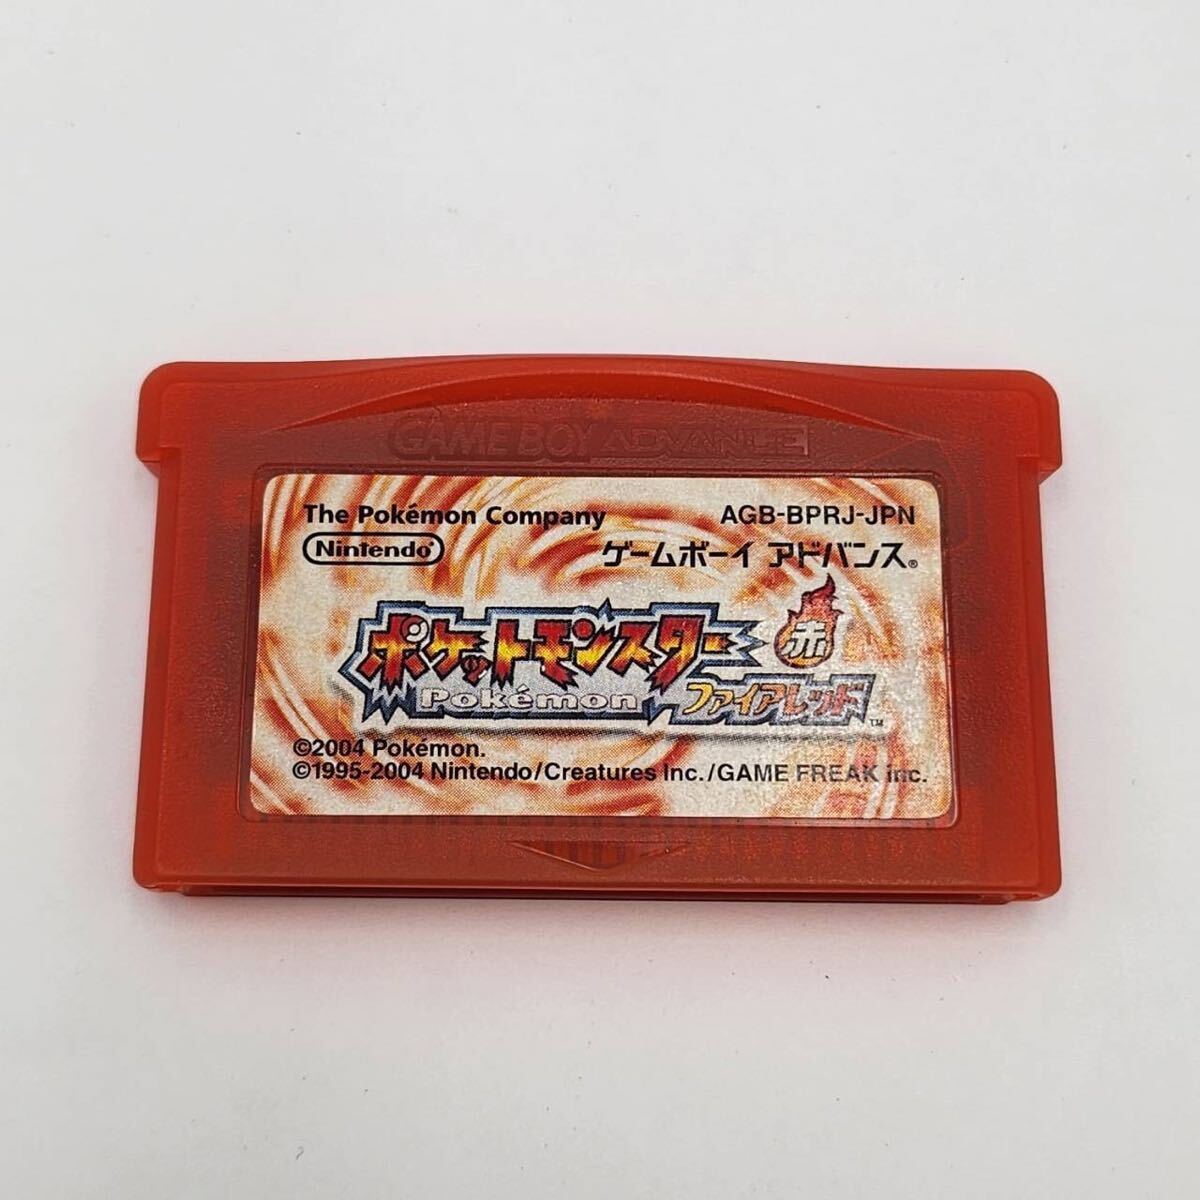 GAME BOY ADVANCE
The Pokémon Company AGB-BPRJ-JPN
Nintendo® ゲームボーイ アドバンス®
ポケットモンスター 赤
Pokémon ファイアレッド™
©2004 Pokémon.
©1995-2004 Nintendo/Creatures Inc./GAME FREAK inc.